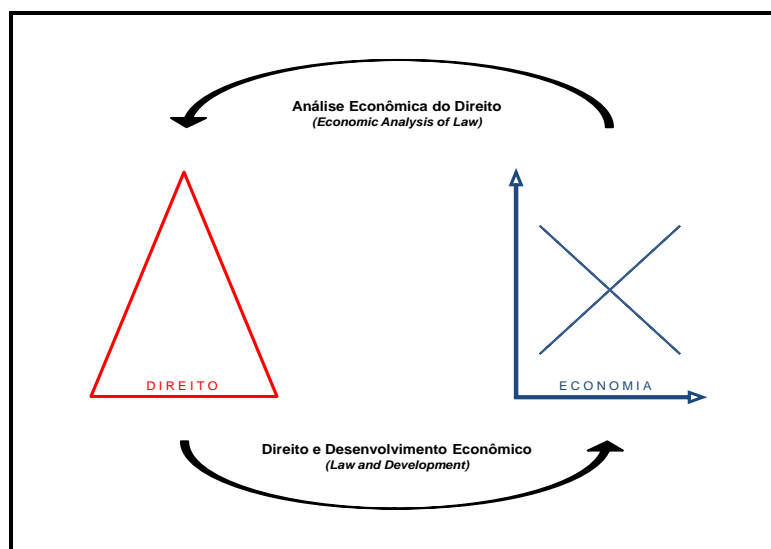 Análise Econômica do Direito
(Economic Analysis of Law)
DIREITO
ECONOMIA
Direito e Desenvolvimento Econômico
(Law and Development)